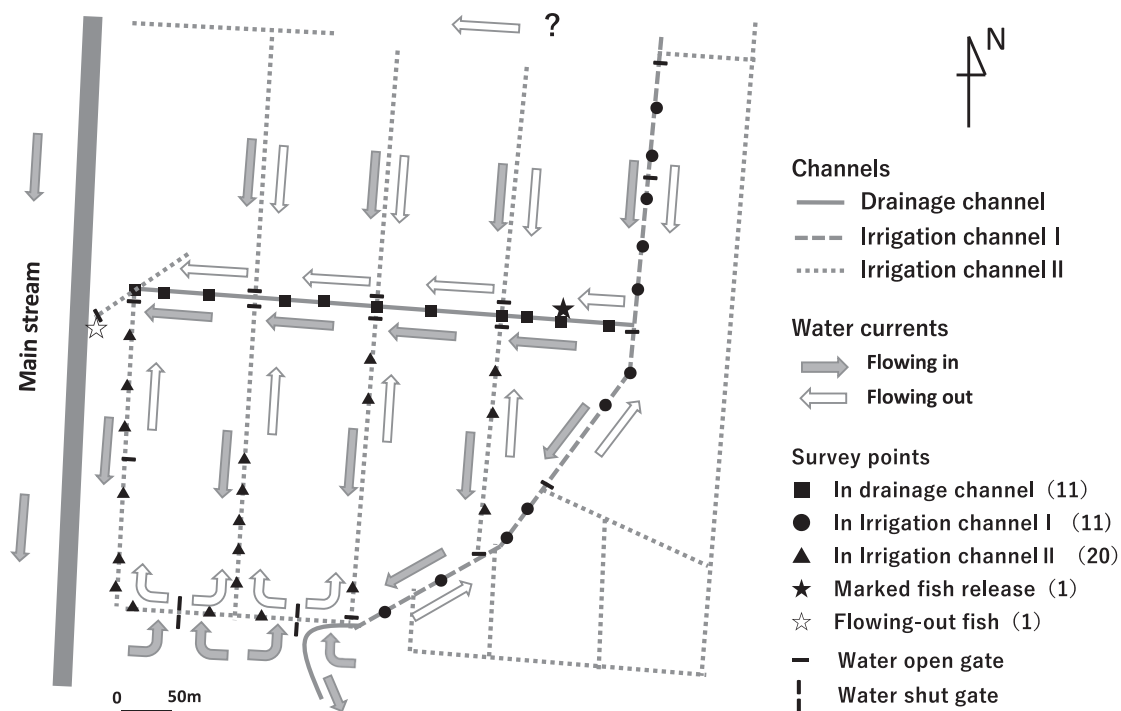 ?
N
Main stream
0 50m
Channels
Drainage channel
Irrigation channel I
Irrigation channel II
Water currents
Flowing in
Flowing out
Survey points
In drainage channel （11）
In Irrigation channel I （11）
In Irrigation channel II （20）
Marked fish release （1）
Flowing-out fish （1）
Water open gate
Water shut gate